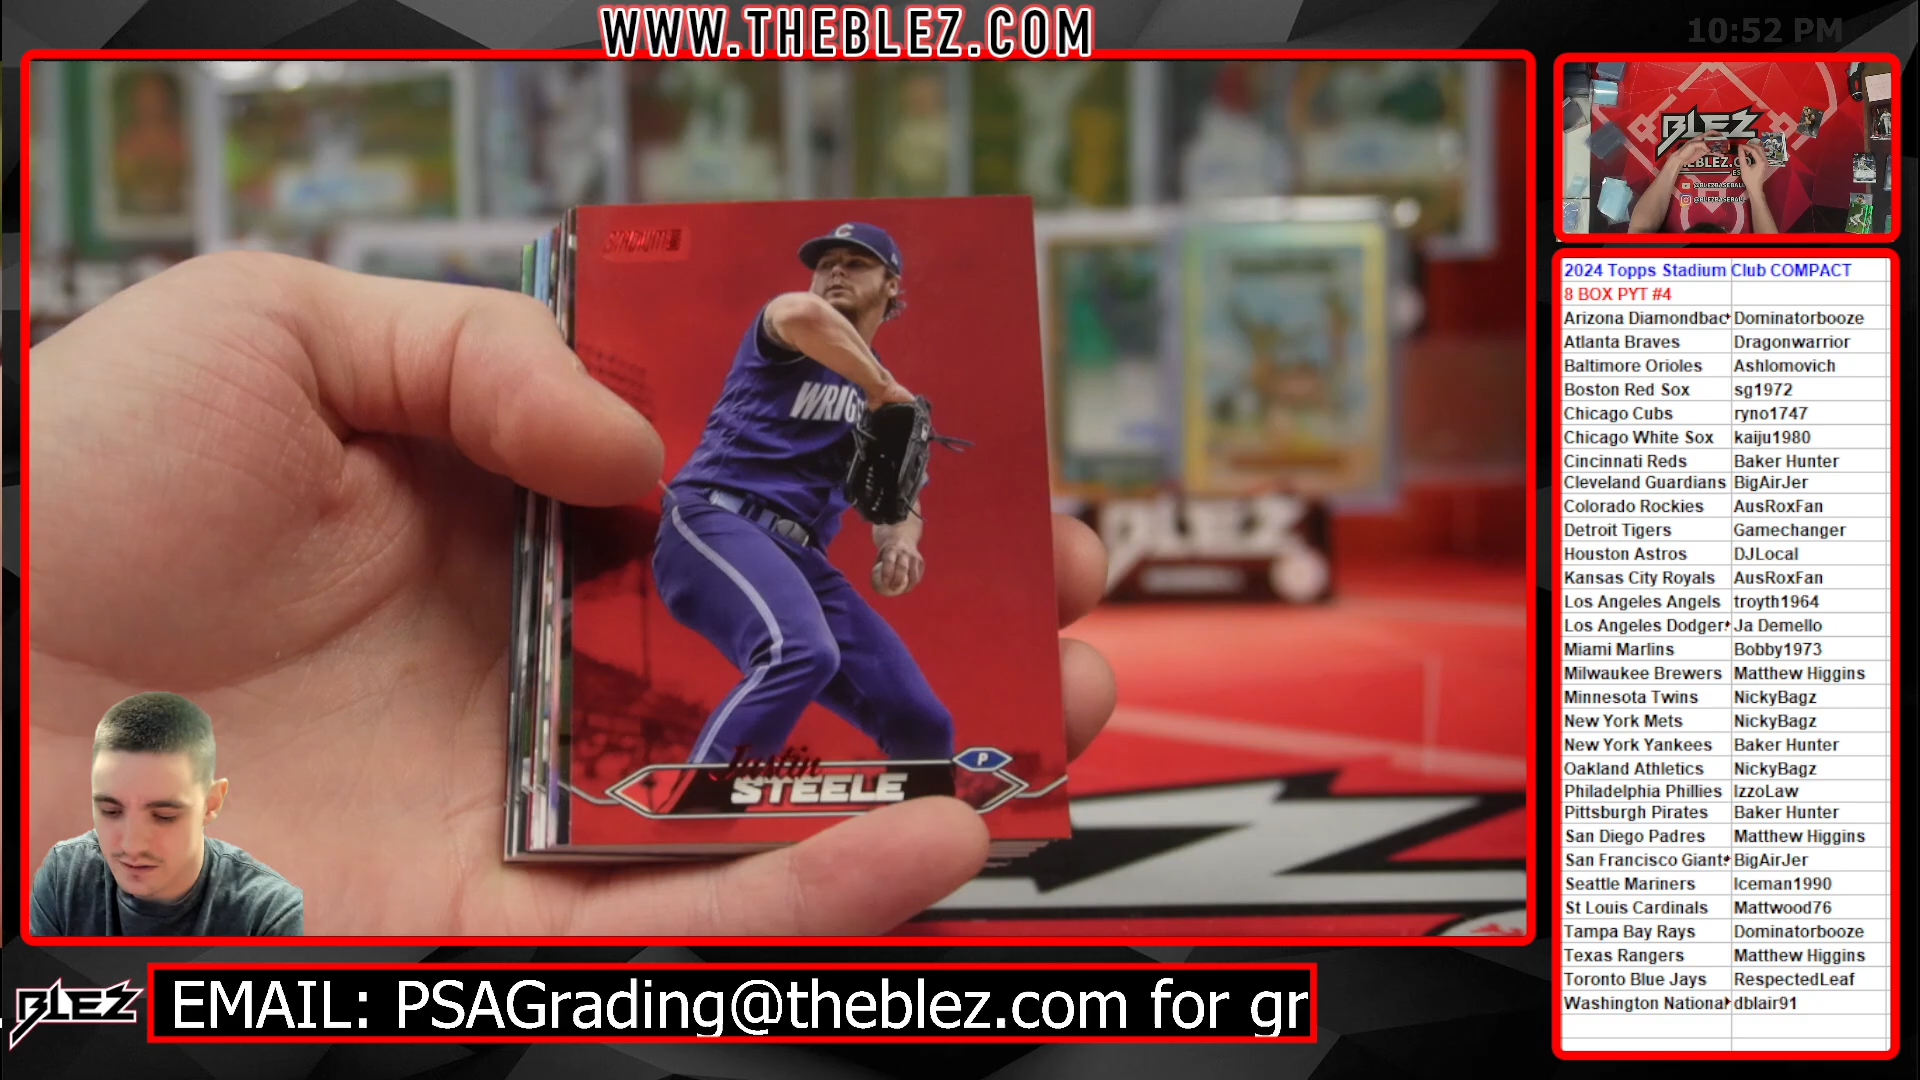 WWW.THEBLEZ.COM
10:52 PM
STADIUM
C
WRIG
Justin
STEELE
P
BLEZ
BLEZ
2024 Topps Stadium Club COMPACT
8 BOX PYT #4
Arizona Diamondbac Dominatorbooze
Atlanta Braves Dragonwarrior
Baltimore Orioles Ashlomovich
Boston Red Sox sg1972
Chicago Cubs ryno1747
Chicago White Sox kaiju1980
Cincinnati Reds Baker Hunter
Cleveland Guardians BigAirJer
Colorado Rockies AusRoxFan
Detroit Tigers Gamechanger
Houston Astros DJLocal
Kansas City Royals AusRoxFan
Los Angeles Angels troyth1964
Los Angeles Dodger Ja Demello
Miami Marlins Bobby1973
Milwaukee Brewers Matthew Higgins
Minnesota Twins NickyBagz
New York Mets NickyBagz
New York Yankees Baker Hunter
Oakland Athletics NickyBagz
Philadelphia Phillies IzzoLaw
Pittsburgh Pirates Baker Hunter
San Diego Padres Matthew Higgins
San Francisco Giant BigAirJer
Seattle Mariners Iceman1990
St Louis Cardinals Mattwood76
Tampa Bay Rays Dominatorbooze
Texas Rangers Matthew Higgins
Toronto Blue Jays RespectedLeaf
Washington Nationa dblair91
BLEZ
EMAIL: PSAGrading@theblez.com for gr